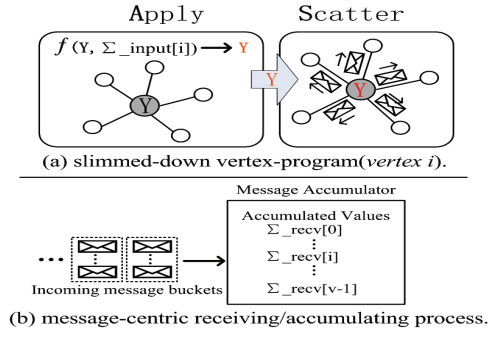 Apply
Scatter
f (Y, Σ_input[i]) → Y
Y
Y
Y
(a) slimmed-down vertex-program(vertex i).
Message Accumulator
Accumulated Values
Σ_recv[0]
⋮
Σ_recv[i]
⋮
Σ_recv[v-1]
Incoming message buckets
(b) message-centric receiving/accumulating process.